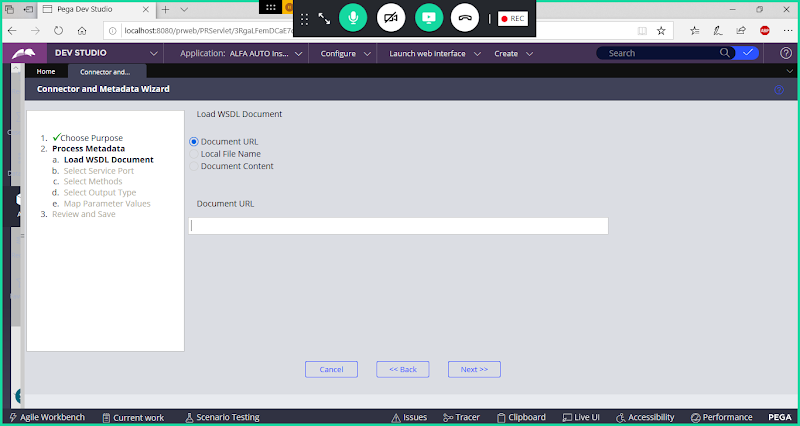 Pega Dev Studio
localhost:8080/prweb/PRServlet/3RgaLFemDCaE7
REC
ABP
DEV STUDIO
Application: ALFA AUTO Ins...
Configure
Launch web interface
Create
Search
Home
Connector and...
Connector and Metadata Wizard
1. Choose Purpose
2. Process Metadata
a. Load WSDL Document
b. Select Service Port
c. Select Methods
d. Select Output Type
e. Map Parameter Values
3. Review and Save
Load WSDL Document
Document URL
Local File Name
Document Content
Document URL
Cancel
<< Back
Next >>
Agile Workbench
Current work
Scenario Testing
Issues
Tracer
Clipboard
Live UI
Accessibility
Performance
PEGA